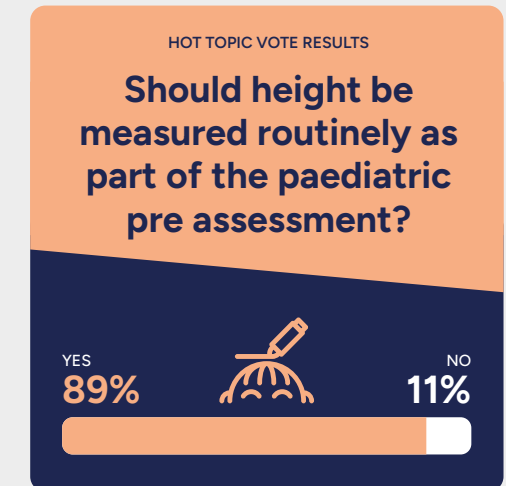 HOT TOPIC VOTE RESULTS
Should height be
measured routinely as
part of the paediatric
pre assessment?
YES
89%
NO
11%